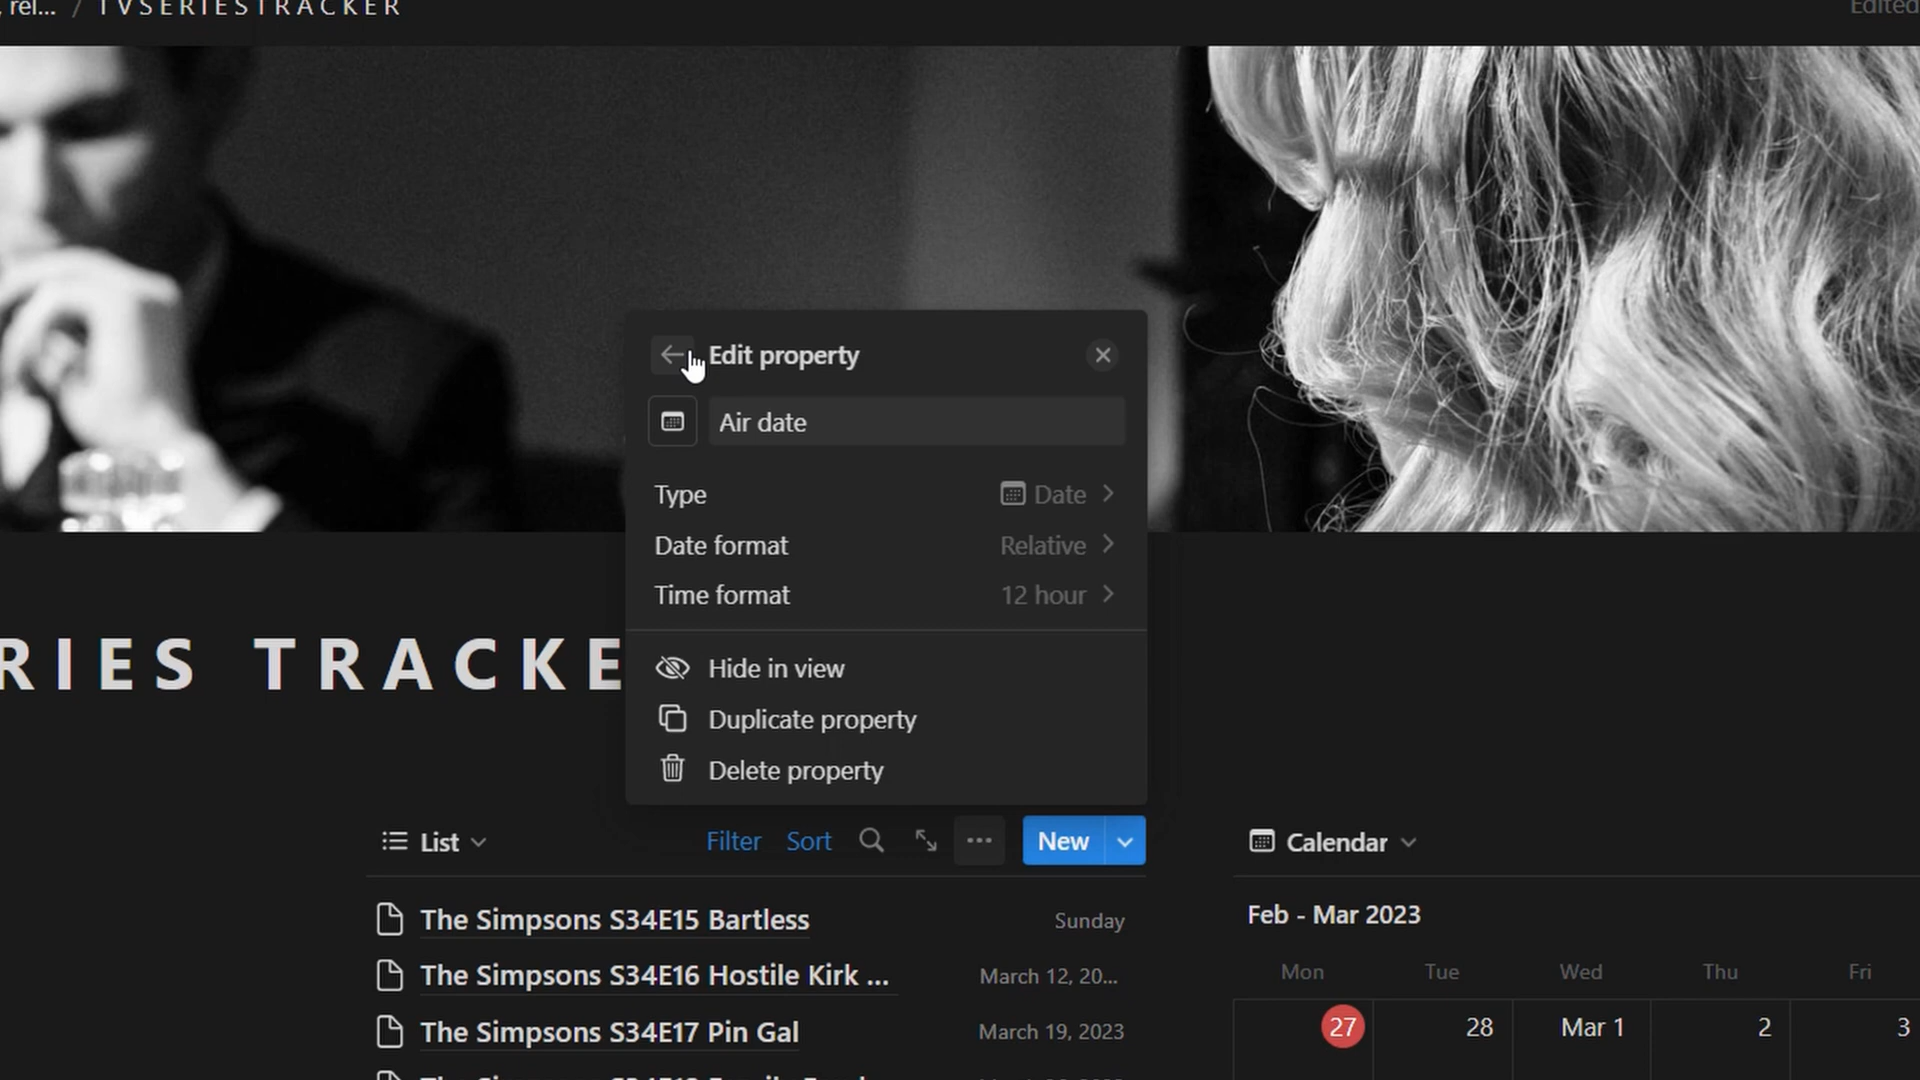 rel... / TVSERIESTRACKER
Edited
Edit property
Air date
Type Date
Date format Relative
Time format 12 hour
RIES TRACKE
Hide in view
Duplicate property
Delete property
List Filter Sort New
The Simpsons S34E15 Bartless Sunday
The Simpsons S34E16 Hostile Kirk ... March 12, 20...
The Simpsons S34E17 Pin Gal March 19, 2023
Calendar
Feb - Mar 2023
Mon Tue Wed Thu Fri
27 28 Mar 1 2 3